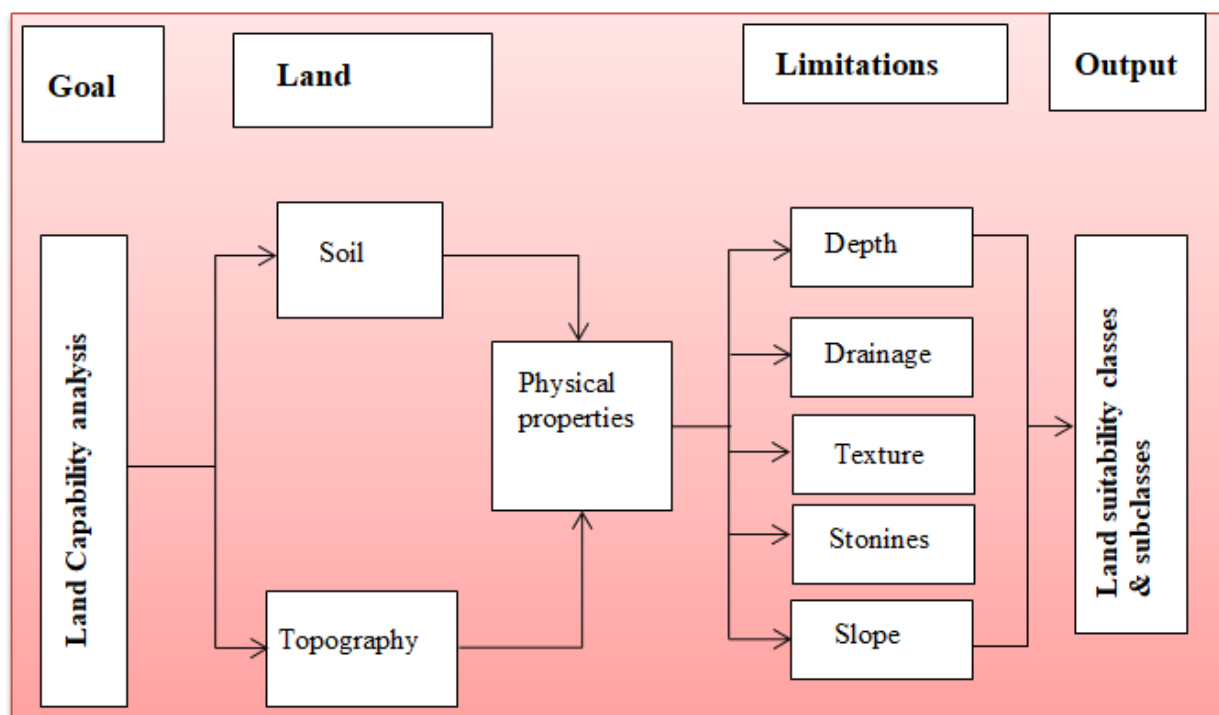 Goal
Land
Limitations
Output
Land Capability analysis
Soil
Topography
Physical
properties
Depth
Drainage
Texture
Stonines
Slope
Land suitability classes
& subclasses